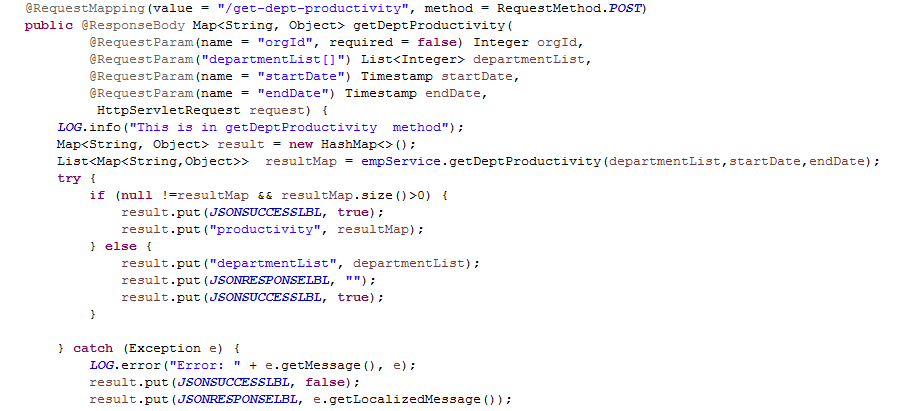 @RequestMapping(value = "/get-dept-productivity", method = RequestMethod.POST)
public @ResponseBody Map<String, Object> getDeptProductivity(
@RequestParam(name = "orgId", required = false) Integer orgId,
@RequestParam("departmentList[]") List<Integer> departmentList,
@RequestParam(name = "startDate") Timestamp startDate,
@RequestParam(name = "endDate") Timestamp endDate,
HttpServletRequest request) {
LOG.info("This is in getDeptProductivity  method");
Map<String, Object> result = new HashMap<>();
List<Map<String,Object>>  resultMap = empService.getDeptProductivity(departmentList,startDate,endDate);
try {
if (null !=resultMap && resultMap.size()>0) {
result.put(JSONSUCCESSLBL, true);
result.put("productivity", resultMap);
} else {
result.put("departmentList", departmentList);
result.put(JSONRESPONSELBL, "");
result.put(JSONSUCCESSLBL, true);
}
} catch (Exception e) {
LOG.error("Error: " + e.getMessage(), e);
result.put(JSONSUCCESSLBL, false);
result.put(JSONRESPONSELBL, e.getLocalizedMessage());